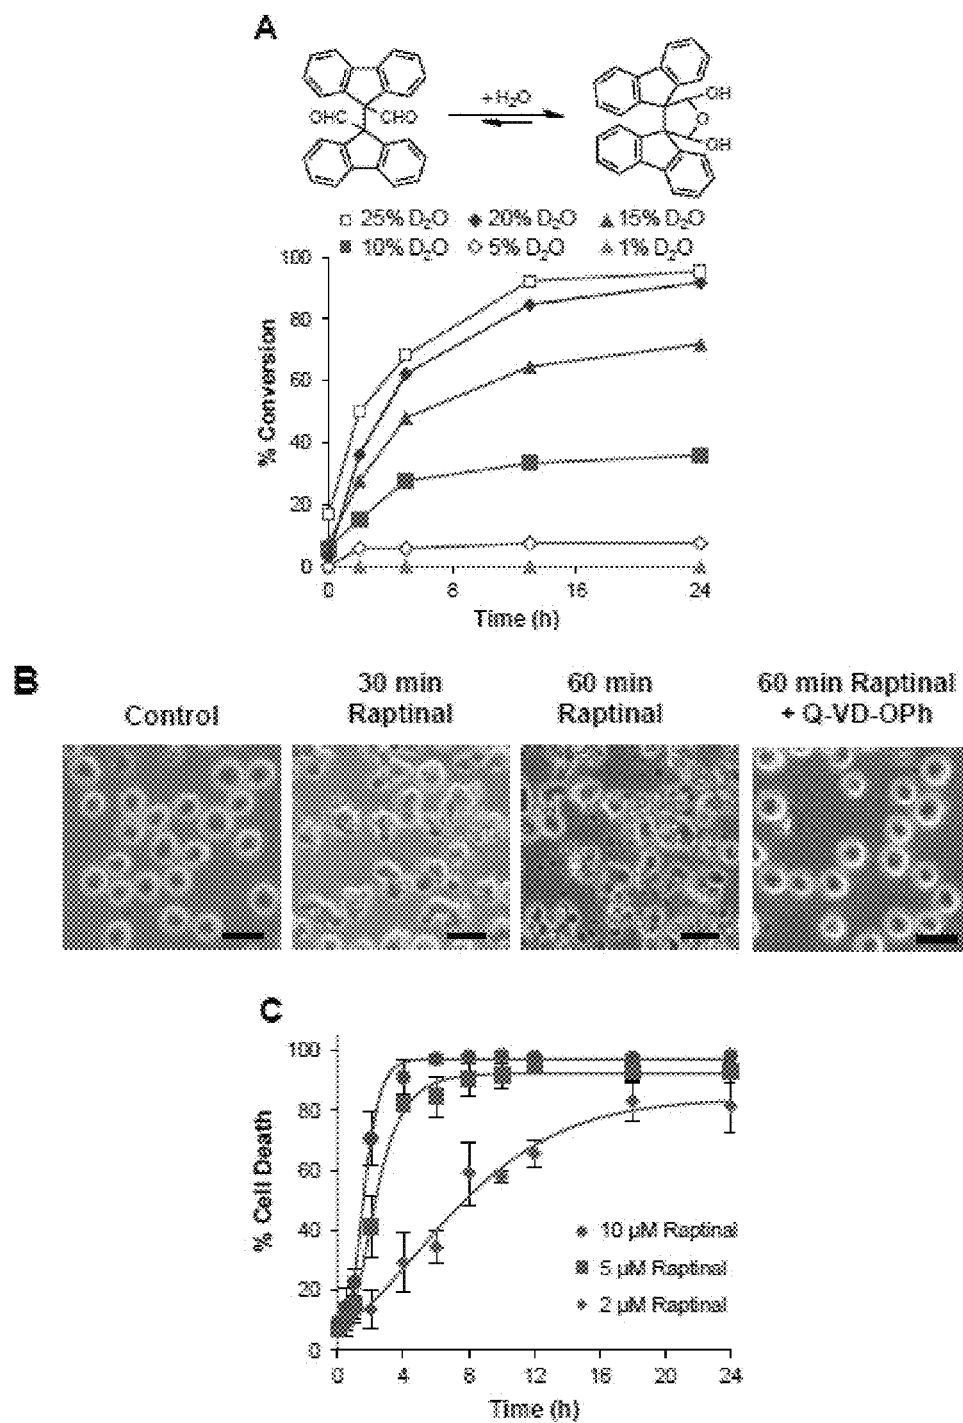 A
+H₂O
OHC CHO
OH
O
OH
□ 25% D₂O ◆ 20% D₂O ▲ 15% D₂O
■ 10% D₂O ◇ 5% D₂O ▲ 1% D₂O
100
80
60
40
20
0
% Conversion
0 8 16 24
Time (h)
B
Control
30 min Raptinal
60 min Raptinal
60 min Raptinal + Q-VD-OPh
C
100
80
60
40
20
0
% Cell Death
● 10 µM Raptinal
■ 5 µM Raptinal
◆ 2 µM Raptinal
0 4 8 12 16 20 24
Time (h)